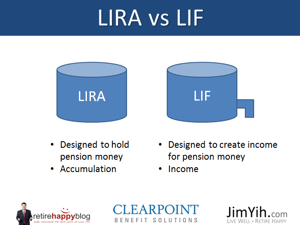 LIRA vs LIF
LIRA
LIF
• Designed to hold
pension money
• Accumulation
• Designed to create income
for pension money
• Income
retirehappyblog
CLEARPOINT
BENEFIT SOLUTIONS
JimYih.com
LIVE WELL • RETIRE HAPPY